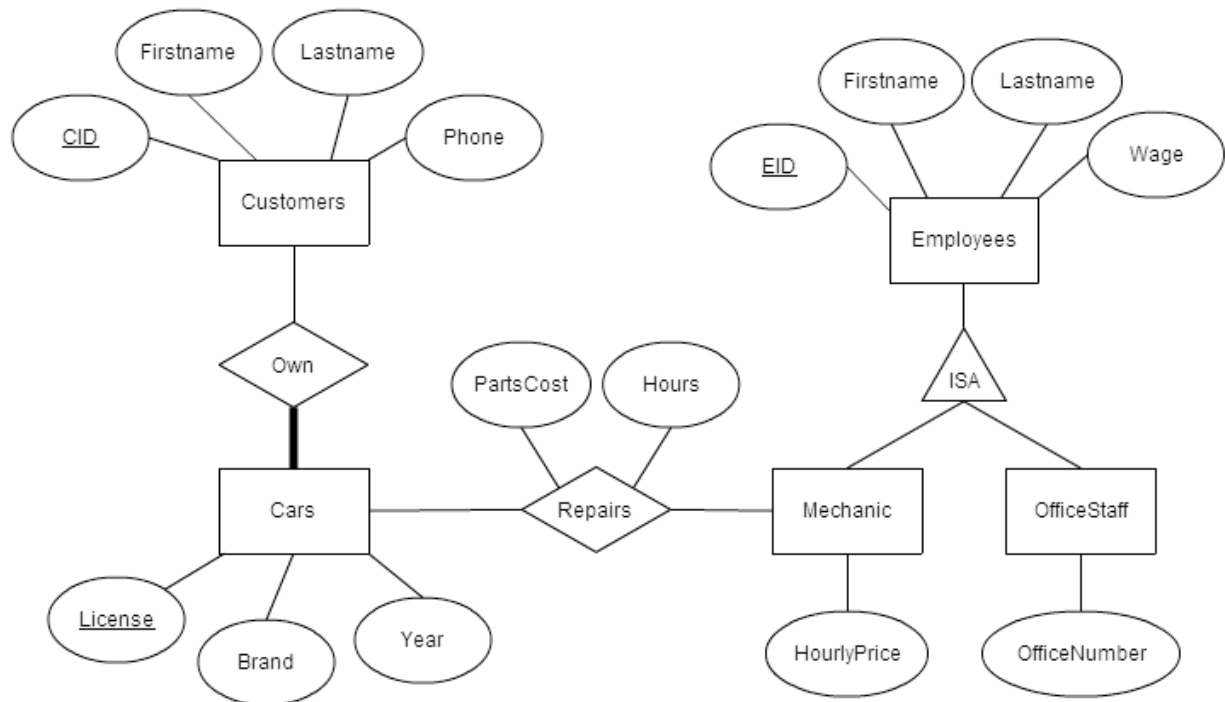 Firstname
Lastname
CID
Phone
Customers
Firstname
Lastname
EID
Wage
Employees
Own
PartsCost
Hours
ISA
Cars
Repairs
Mechanic
OfficeStaff
License
Brand
Year
HourlyPrice
OfficeNumber